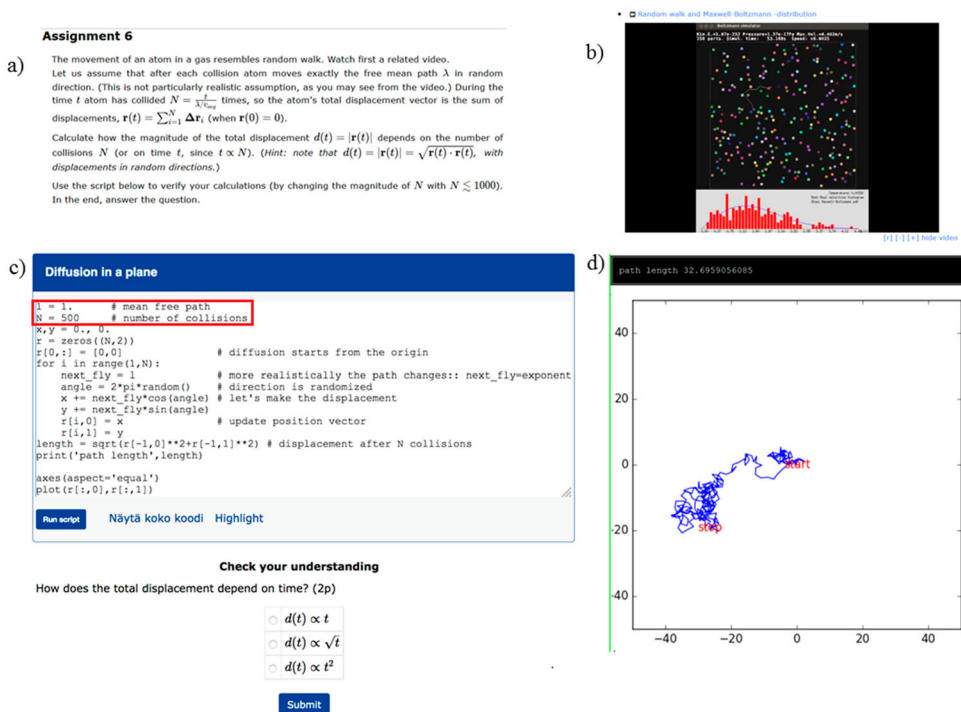 a)
Assignment 6
The movement of an atom in a gas resembles random walk. Watch first a related video.
Let us assume that after each collision atom moves exactly the free mean path λ in random
direction. (This is not particularly realistic assumption, as you may see from the video.) During the
time t atom has collided N = t/(λ/v_avg) times, so the atom's total displacement vector is the sum of
displacements, r(t) = ∑_{i=1}^{N} Δr_i (when r(0) = 0).
Calculate how the magnitude of the total displacement d(t) = |r(t)| depends on the number of
collisions N (or on time t, since t ∝ N). (Hint: note that d(t) = |r(t)| = √(r(t) · r(t)), with
displacements in random directions.)
Use the script below to verify your calculations (by changing the magnitude of N with N ≲ 1000).
In the end, answer the question.
b)
Random walk and Maxwell-Boltzmann -distribution
Boltzmann simulator
[r] [-] [+] hide video
c)
Diffusion in a plane
l = 1. # mean free path
N = 500 # number of collisions
x,y = 0., 0.
r = zeros((N,2))
r[0,:] = [0,0] # diffusion starts from the origin
for i in range(1,N):
next_fly = l # more realistically the path changes:: next_fly=exponent
angle = 2*pi*random() # direction is randomized
x += next_fly*cos(angle) # let's make the displacement
y += next_fly*sin(angle)
r[i,0] = x # update position vector
r[i,1] = y
length = sqrt(r[-1,0]**2+r[-1,1]**2) # displacement after N collisions
print('path length',length)
axes(aspect='equal')
plot(r[:,0],r[:,1])
Run script Näytä koko koodi Highlight
Check your understanding
How does the total displacement depend on time? (2p)
d(t) ∝ t
d(t) ∝ √t
d(t) ∝ t²
Submit
d)
path length 32.6959056085
40
20
0
-20
-40
start
stop
−40 −20 0 20 40